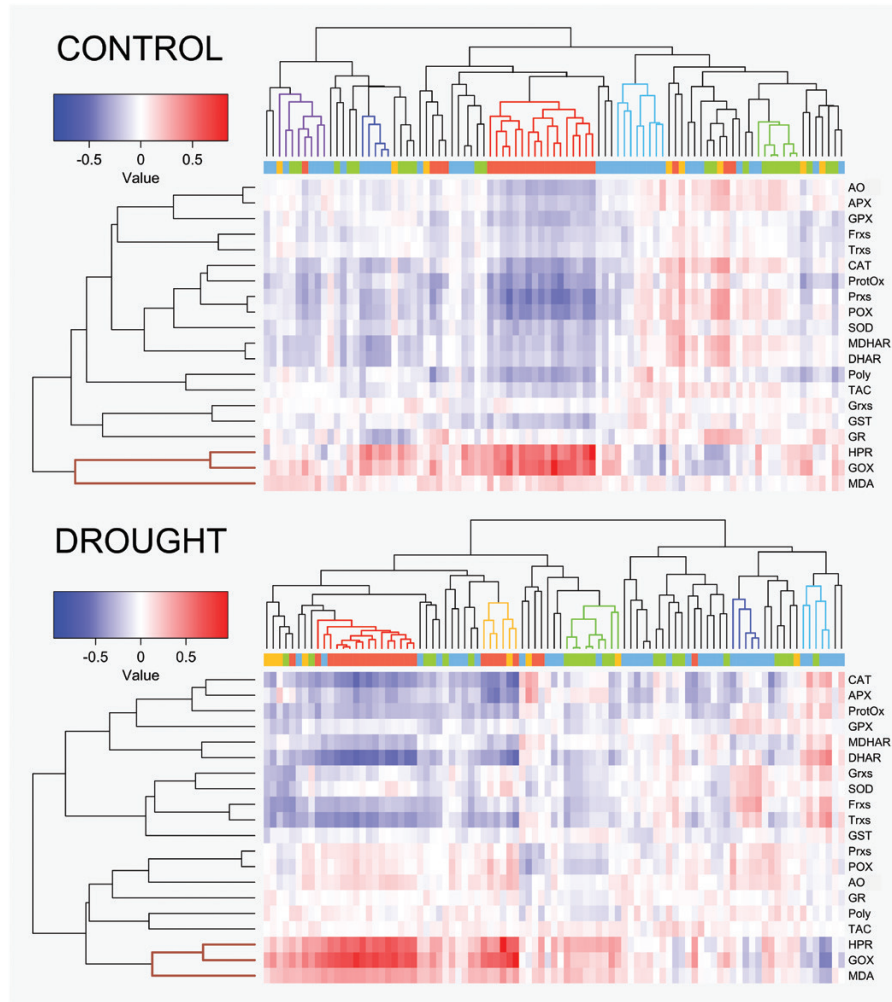 CONTROL
-0.5 0 0.5
Value
AO
APX
GPX
Frxs
Trxs
CAT
ProtOx
Prxs
POX
SOD
MDHAR
DHAR
Poly
TAC
Grxs
GST
GR
HPR
GOX
MDA
DROUGHT
-0.5 0 0.5
Value
CAT
APX
ProtOx
GPX
MDHAR
DHAR
Grxs
SOD
Frxs
Trxs
GST
Prxs
POX
AO
GR
Poly
TAC
HPR
GOX
MDA